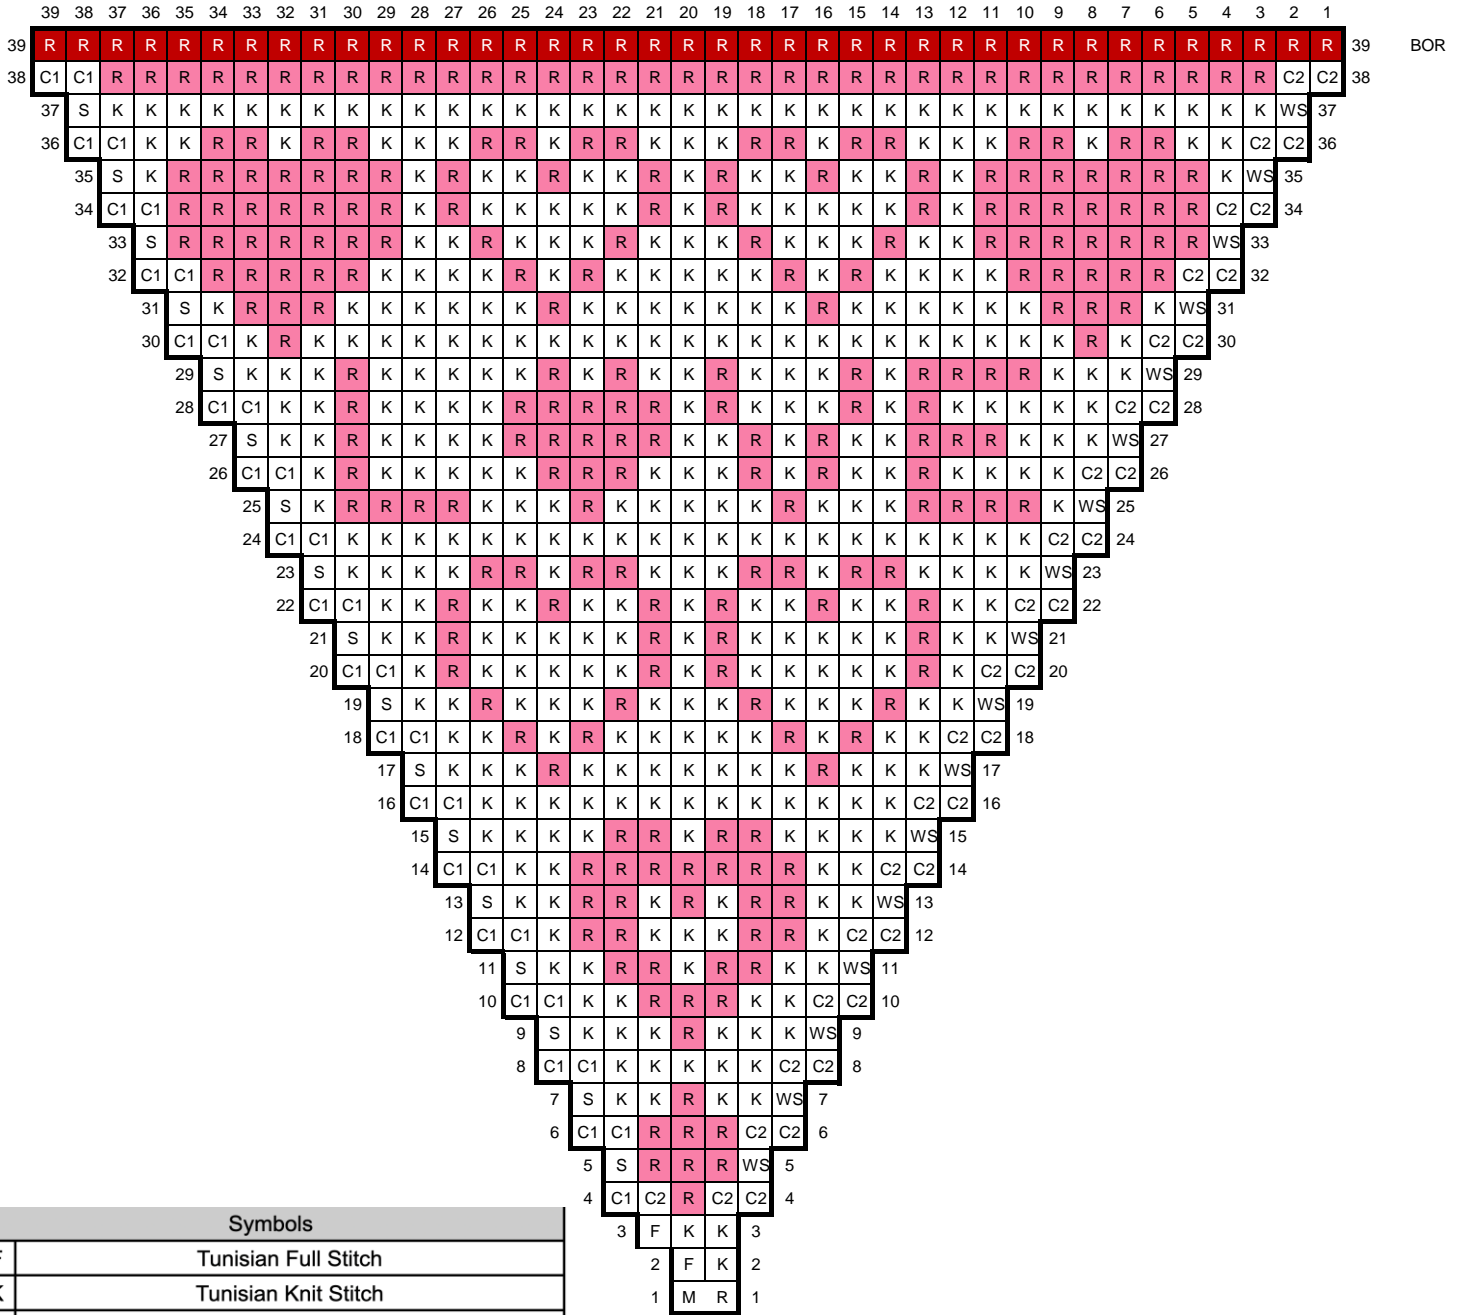 39 38 37 36 35 34 33 32 31 30 29 28 27 26 25 24 23 22 21 20 19 18 17 16 15 14 13 12 11 10 9 8 7 6 5 4 3 2 1
39 R R R R R R R R R R R R R R R R R R R R R R R R R R R R R R R R R R R R R R R 39 BOR
38 C1 C1 R R R R R R R R R R R R R R R R R R R R R R R R R R R R R R R R R R R C2 C2 38
37 S K K K K K K K K K K K K K K K K K K K K K K K K K K K K K K K K K K K WS 37
36 C1 C1 K K R R K R R K K K R R K R R K K K R R K R R K K K R R K R R K K C2 C2 36
35 S K R R R R R R R K R K K R K K R K R K K R K K R K R R R R R R R K WS 35
34 C1 C1 R R R R R R R K R K K K K K R K R K K K K K R K R R R R R R R C2 C2 34
33 S R R R R R R R K K R K K K R K K K R K K K R K K R R R R R R R WS 33
32 C1 C1 R R R R R K K K K R K R K K K K K R K R K K K K R R R R R C2 C2 32
31 S K R R R K K K K K K R K K K K K K K R K K K K K K R R R K WS 31
30 C1 C1 K R K K K K K K K K K K K K K K K K K K K K K K K R K C2 C2 30
29 S K K K R K K K K K R K R K K R K K K R K R R R R K K K WS 29
28 C1 C1 K K R K K K K R R R R R K R K K K R K R K K K K K C2 C2 28
27 S K K R K K K K R R R R R K K R K R K K R R R K K K WS 27
26 C1 C1 K R K K K K K R R R K K K R K R K K R K K K K C2 C2 26
25 S K R R R R K K K R K K K K K R K K K R R R R K WS 25
24 C1 C1 K K K K K K K K K K K K K K K K K K K K K C2 C2 24
23 S K K K K R R K R R K K K R R K R R K K K K WS 23
22 C1 C1 K K R K K R K K R K R K K R K K R K K C2 C2 22
21 S K K R K K K K K R K R K K K K K R K K WS 21
20 C1 C1 K R K K K K K R K R K K K K K R K C2 C2 20
19 S K K R K K K R K K K R K K K R K K WS 19
18 C1 C1 K K R K R K K K K K R K R K K C2 C2 18
17 S K K K R K K K K K K K R K K K WS 17
16 C1 C1 K K K K K K K K K K K K K C2 C2 16
15 S K K K K R R K R R K K K K WS 15
14 C1 C1 K K R R R R R R R K K C2 C2 14
13 S K K R R K R K R R K K WS 13
12 C1 C1 K R R K K K R R K C2 C2 12
11 S K K R R K R R K K WS 11
10 C1 C1 K K R R R K K C2 C2 10
9 S K K K R K K K WS 9
8 C1 C1 K K K K K C2 C2 8
7 S K K R K K WS 7
6 C1 C1 R R R C2 C2 6
5 S R R R WS 5
4 C1 C2 R C2 C2 4
3 F K K 3
2 F K 2
1 M R 1
Symbols
Tunisian Full Stitch
K Tunisian Knit Stitch